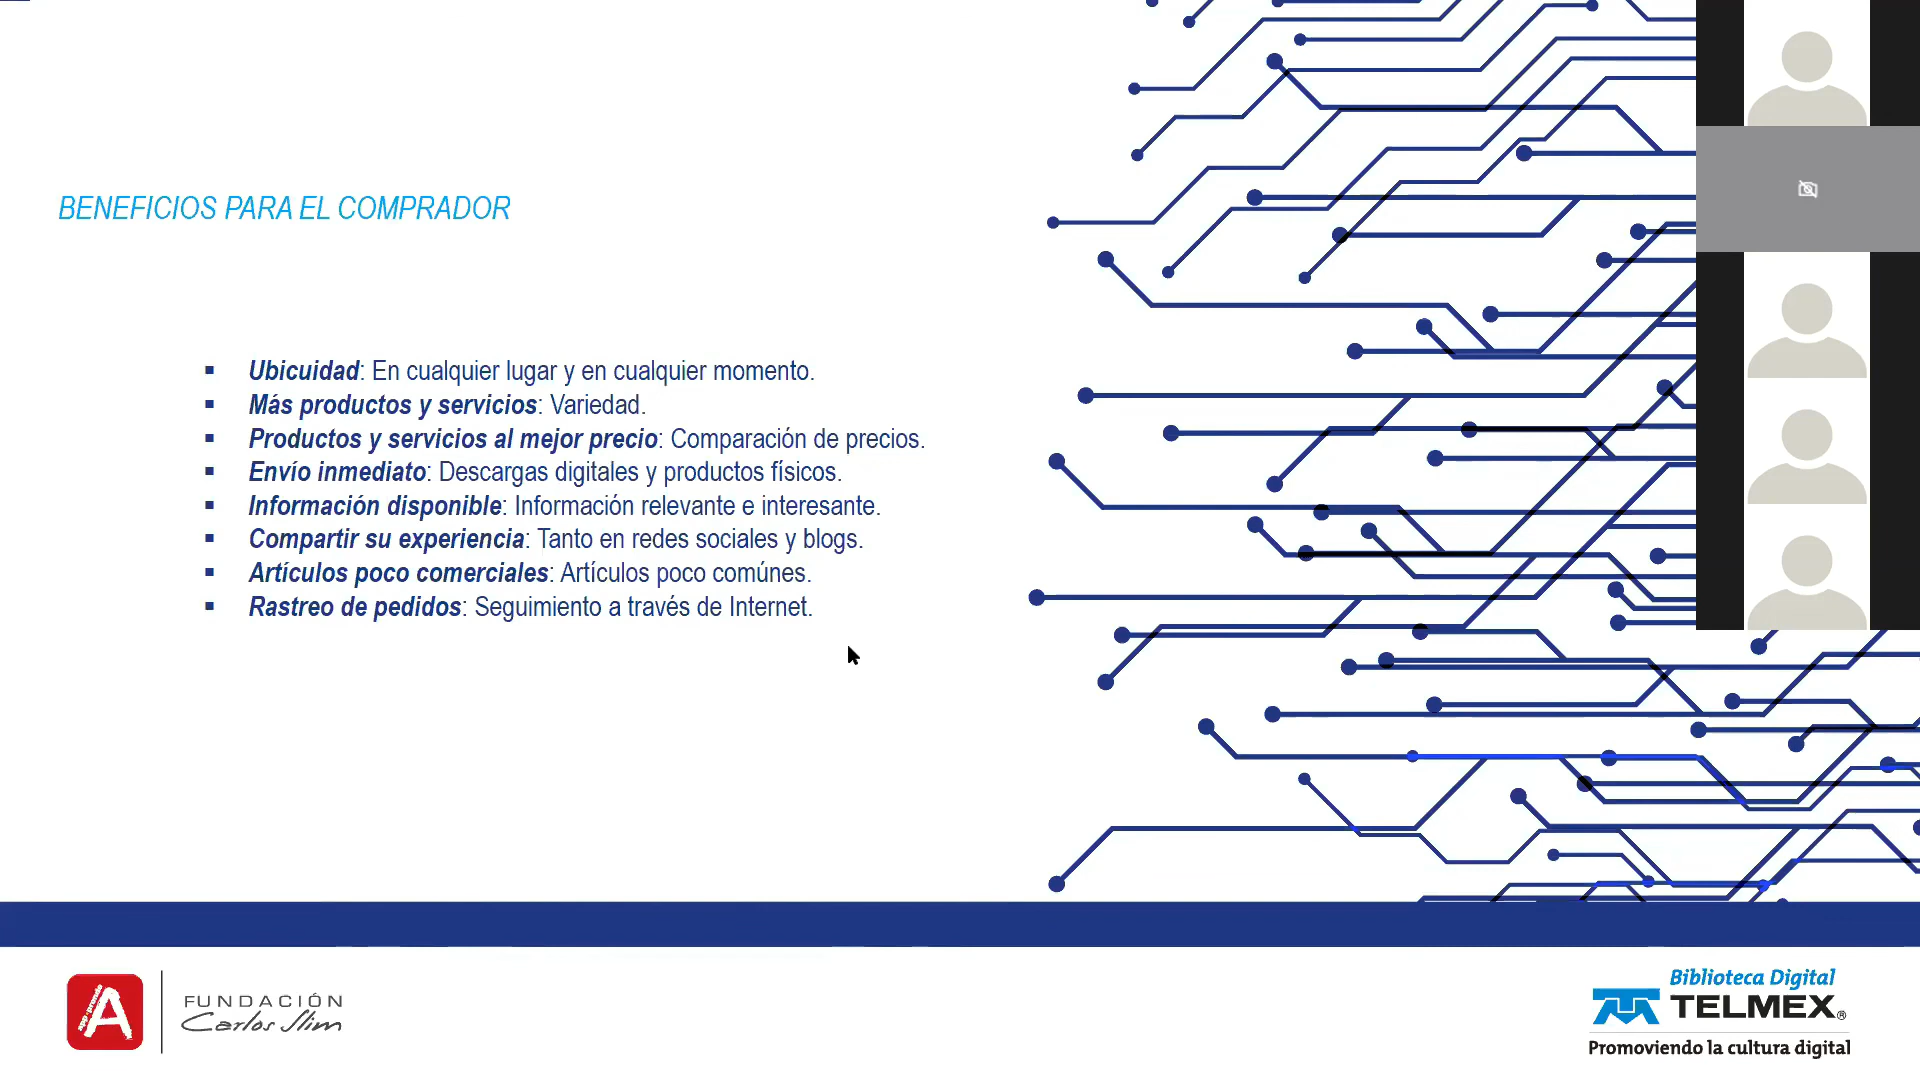 BENEFICIOS PARA EL COMPRADOR
▪ Ubicuidad: En cualquier lugar y en cualquier momento.
▪ Más productos y servicios: Variedad.
▪ Productos y servicios al mejor precio: Comparación de precios.
▪ Envío inmediato: Descargas digitales y productos físicos.
▪ Información disponible: Información relevante e interesante.
▪ Compartir su experiencia: Tanto en redes sociales y blogs.
▪ Artículos poco comerciales: Artículos poco comúnes.
▪ Rastreo de pedidos: Seguimiento a través de Internet.
app·prende
A
FUNDACIÓN
Carlos Slim
Biblioteca Digital
TELMEX®
Promoviendo la cultura digital